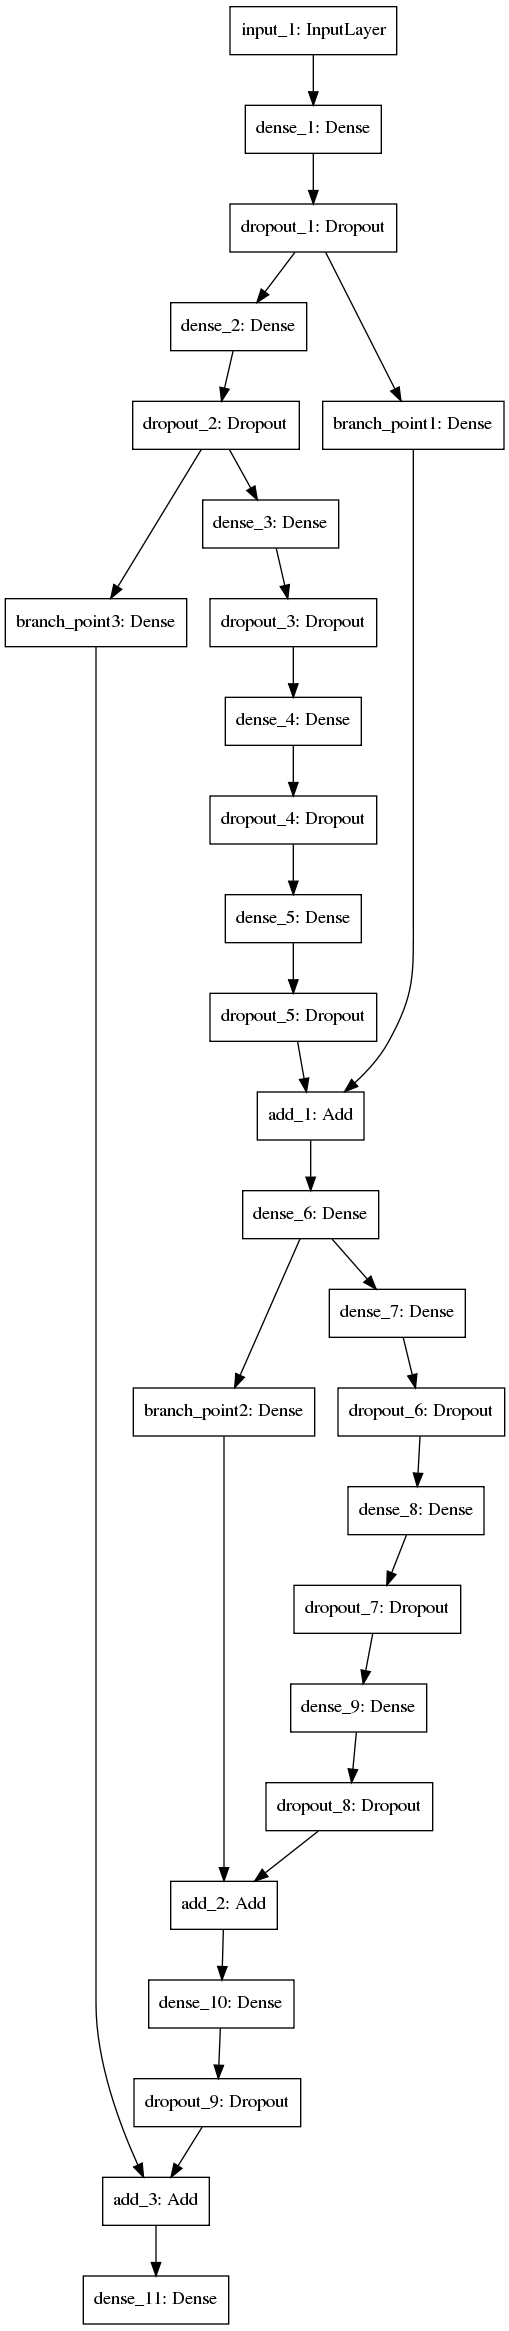 input_1: InputLayer
dense_1: Dense
dropout_1: Dropout
dense_2: Dense
dropout_2: Dropout
branch_point1: Dense
dense_3: Dense
branch_point3: Dense
dropout_3: Dropout
dense_4: Dense
dropout_4: Dropout
dense_5: Dense
dropout_5: Dropout
add_1: Add
dense_6: Dense
dense_7: Dense
branch_point2: Dense
dropout_6: Dropout
dense_8: Dense
dropout_7: Dropout
dense_9: Dense
dropout_8: Dropout
add_2: Add
dense_10: Dense
dropout_9: Dropout
add_3: Add
dense_11: Dense